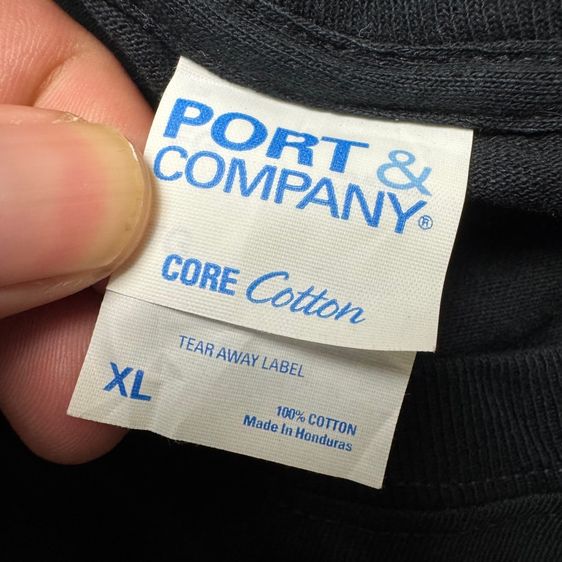 PORT &
COMPANY®
CORE Cotton
TEAR AWAY LABEL
XL
100% COTTON
Made In Honduras